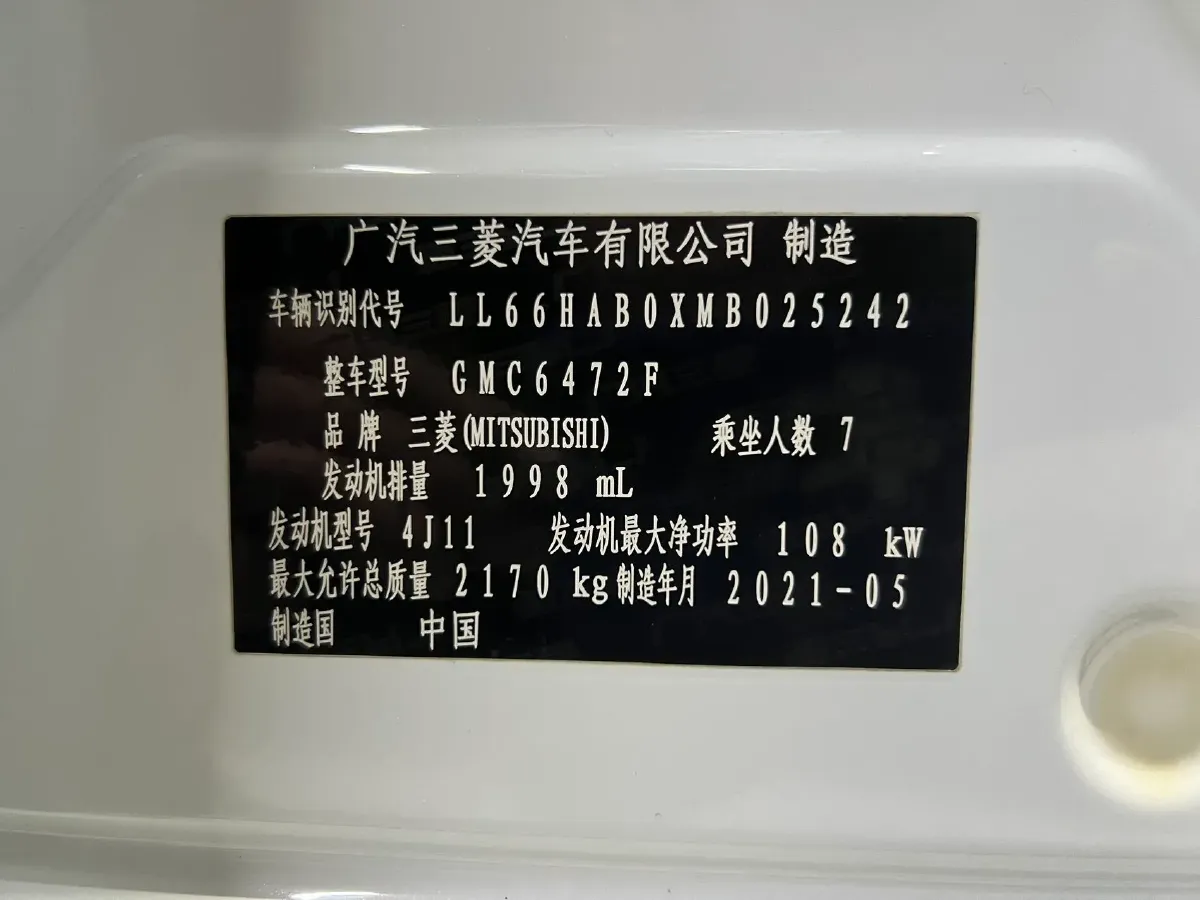 广汽三菱汽车有限公司 制造
车辆识别代号 LL66HAB0XMB025242
整车型号 GMC6472F
品牌 三菱(MITSUBISHI) 乘坐人数 7
发动机排量 1998 mL
发动机型号 4J11 发动机最大净功率 108 kW
最大允许总质量 2170 kg 制造年月 2021-05
制造国 中国